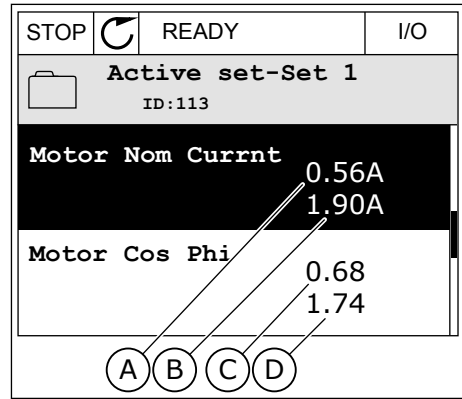 STOP READY I/O
Active set-Set 1
ID:113
Motor Nom Currnt
0.56A
1.90A
Motor Cos Phi
0.68
1.74
A B C D